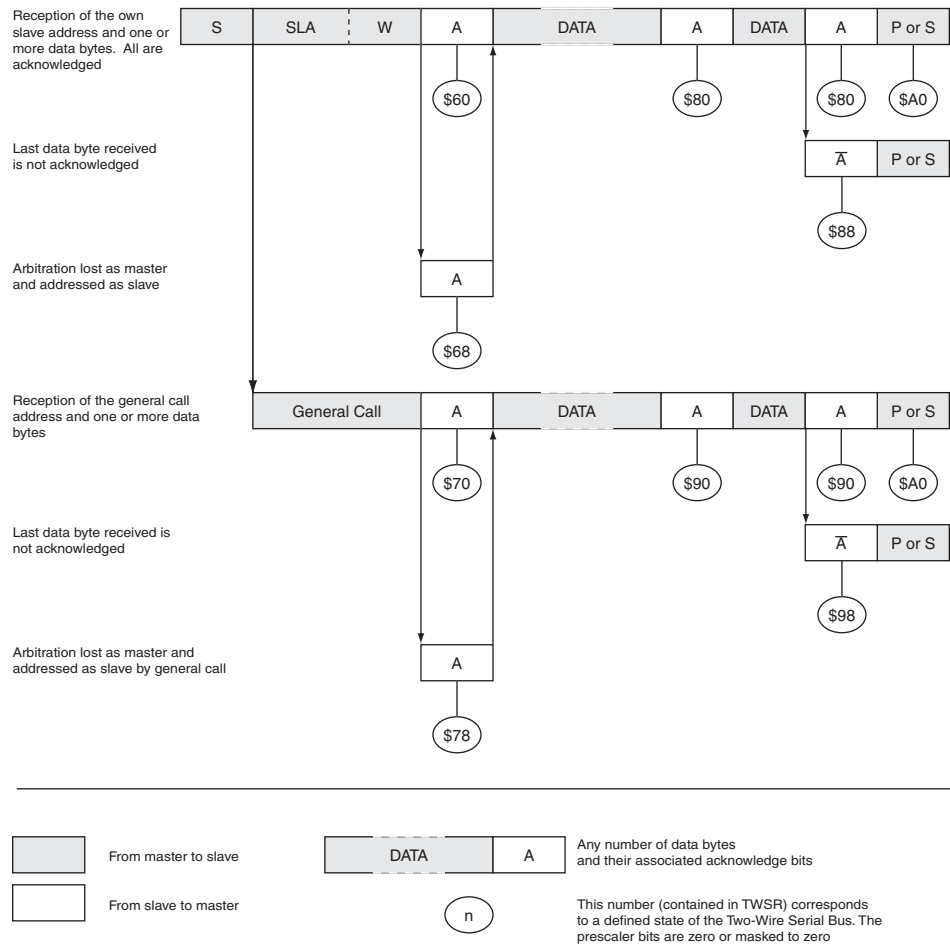 Reception of the own
slave address and one or
more data bytes. All are
acknowledged
S SLA W A DATA A DATA A P or S
$60 $80 $80 $A0
Last data byte received
is not acknowledged
A̅ P or S
$88
Arbitration lost as master
and addressed as slave
A
$68
Reception of the general call
address and one or more data
bytes
General Call A DATA A DATA A P or S
$70 $90 $90 $A0
Last data byte received is
not acknowledged
A̅ P or S
$98
Arbitration lost as master and
addressed as slave by general call
A
$78
From master to slave
DATA A
Any number of data bytes
and their associated acknowledge bits
From slave to master
n
This number (contained in TWSR) corresponds
to a defined state of the Two-Wire Serial Bus. The
prescaler bits are zero or masked to zero